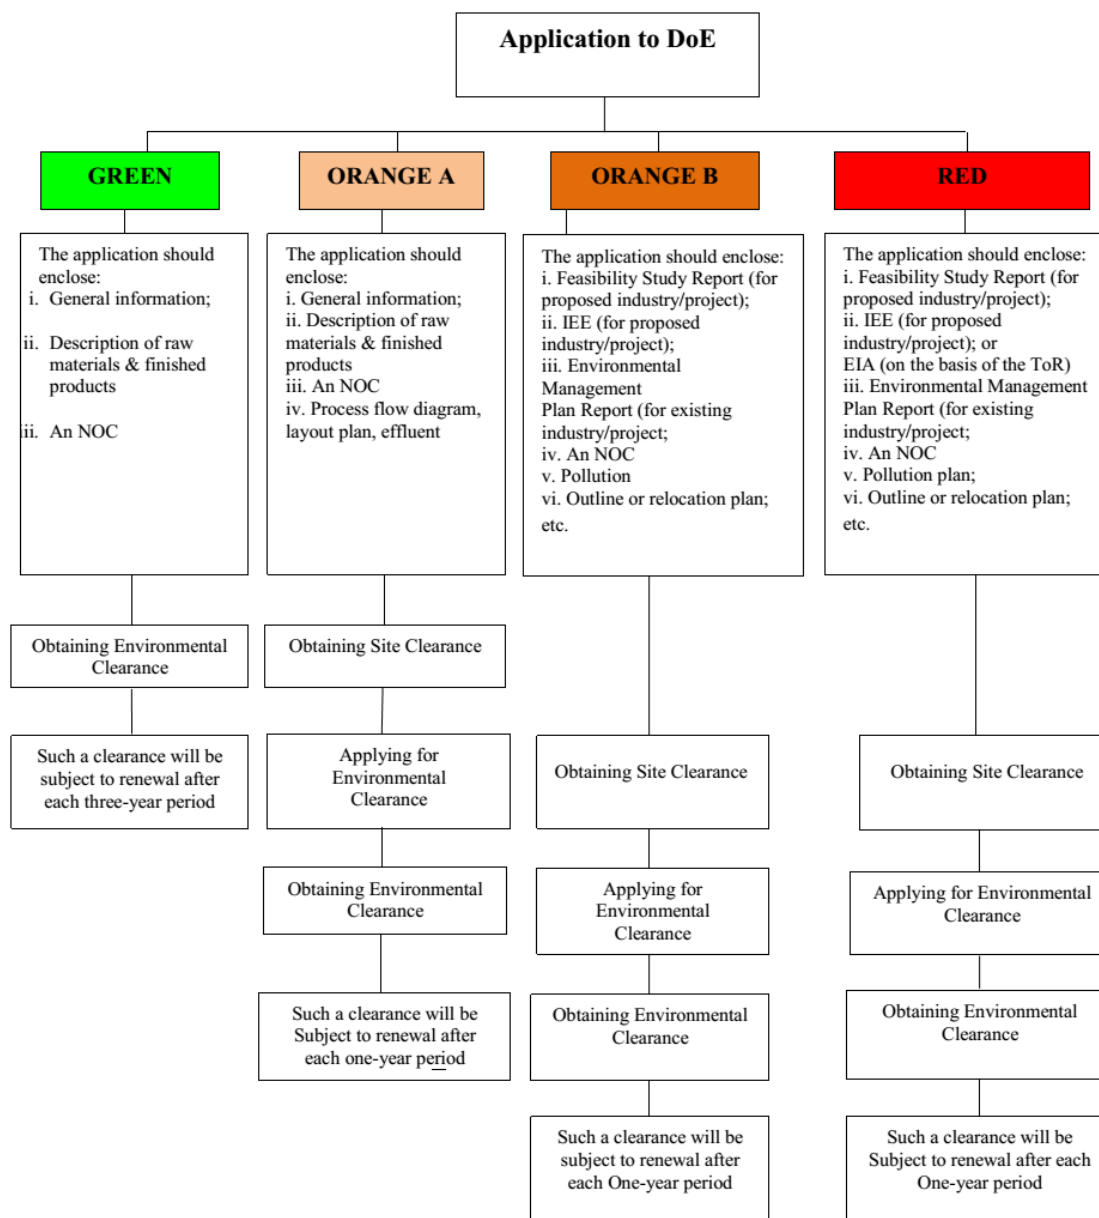 Application to DoE
GREEN
ORANGE A
ORANGE B
RED
The application should
enclose:
i. General information;
ii. Description of raw
materials & finished
products
iii. An NOC
The application should
enclose:
i. General information;
ii. Description of raw
materials & finished
products
iii. An NOC
iv. Process flow diagram,
layout plan, effluent
The application should enclose:
i. Feasibility Study Report (for
proposed industry/project);
ii. IEE (for proposed
industry/project);
iii. Environmental
Management
Plan Report (for existing
industry/project;
iv. An NOC
v. Pollution
vi. Outline or relocation plan;
etc.
The application should enclose:
i. Feasibility Study Report (for
proposed industry/project);
ii. IEE (for proposed
industry/project); or
EIA (on the basis of the ToR)
iii. Environmental Management
Plan Report (for existing
industry/project;
iv. An NOC
v. Pollution plan;
vi. Outline or relocation plan;
etc.
Obtaining Environmental
Clearance
Such a clearance will be
subject to renewal after
each three-year period
Obtaining Site Clearance
Applying for
Environmental
Clearance
Obtaining Environmental
Clearance
Such a clearance will be
Subject to renewal after
each one-year period
Obtaining Site Clearance
Applying for
Environmental
Clearance
Obtaining Environmental
Clearance
Such a clearance will be
subject to renewal after
each One-year period
Obtaining Site Clearance
Applying for Environmental
Clearance
Obtaining Environmental
Clearance
Such a clearance will be
Subject to renewal after each
One-year period